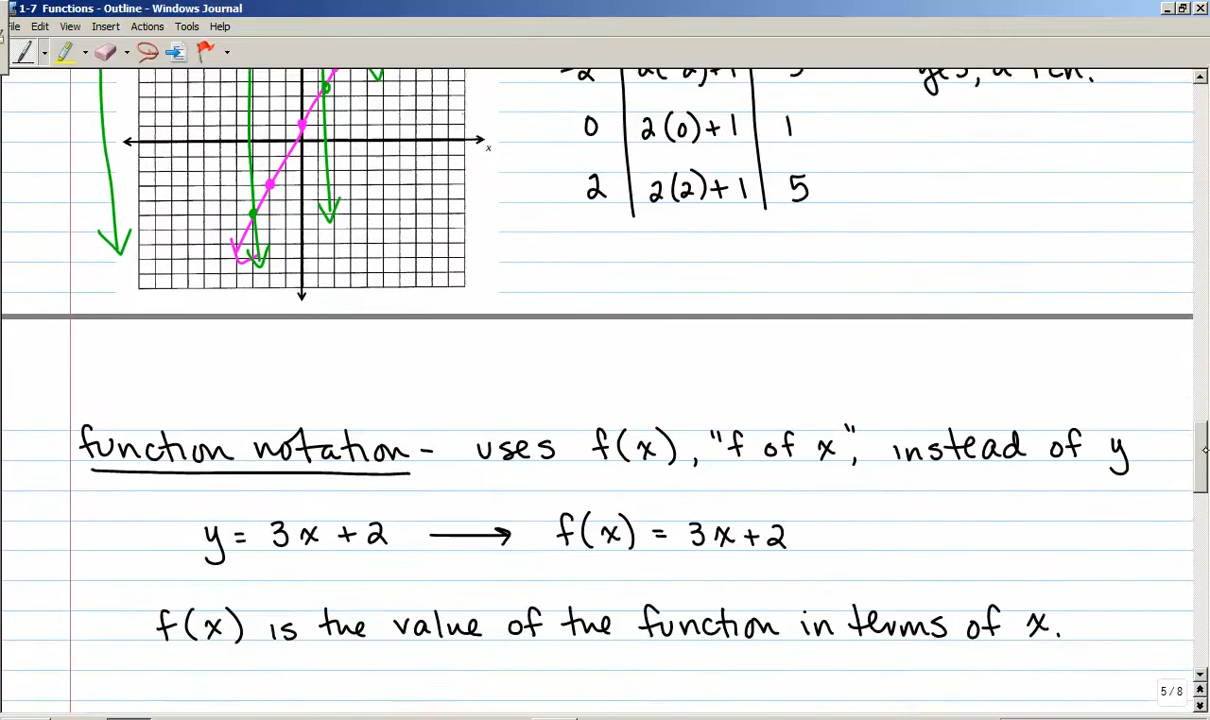 1-7 Functions - Outline - Windows Journal
File Edit View Insert Actions Tools Help
x
0 2(0)+1 1
2 2(2)+1 5
function notation - uses f(x), "f of x", instead of y
y = 3x + 2 → f(x) = 3x+2
f(x) is the value of the function in terms of x.
5/8